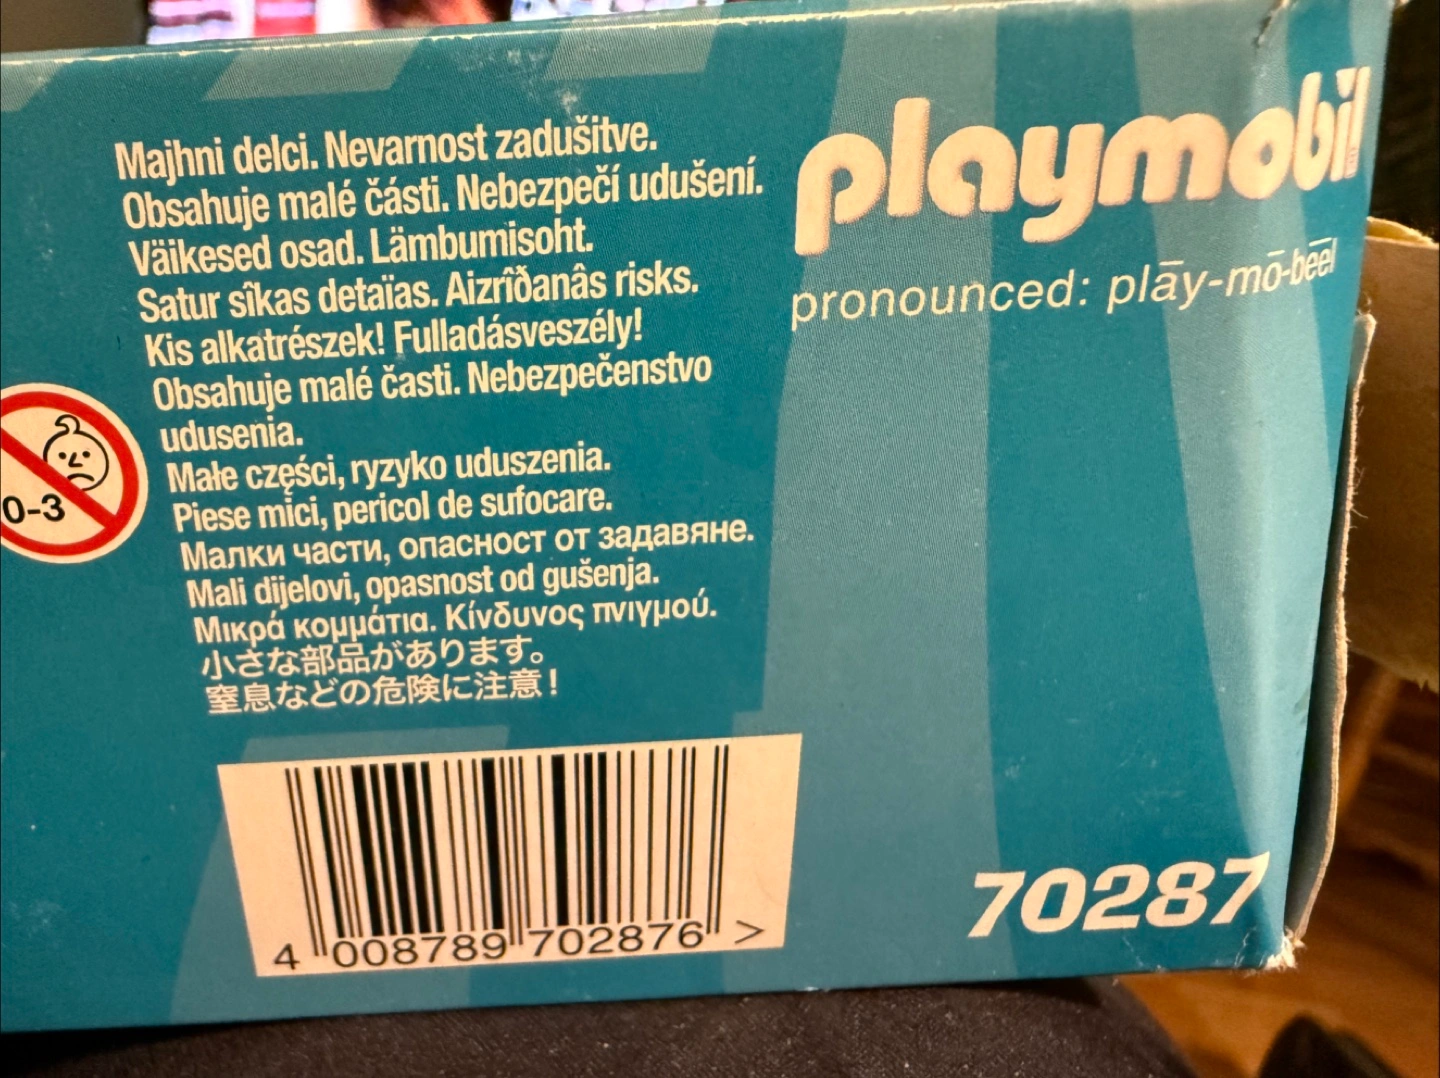 Majhni delci. Nevarnost zadušitve.
Obsahuje malé části. Nebezpečí udušení.
Väikesed osad. Lämbumisoht.
Satur sîkas detaïas. Aizrîðanâs risks.
Kis alkatrészek! Fulladásveszély!
Obsahuje malé časti. Nebezpečenstvo
udusenia.
Małe części, ryzyko uduszenia.
Piese mici, pericol de sufocare.
Малки части, опасност от задавяне.
Mali dijelovi, opasnost od gušenja.
Μικρά κομμάτια. Κίνδυνος πνιγμού.
小さな部品があります。
窒息などの危険に注意!
0-3
playmobil
pronounced: plāy-mō-bēēl
4 008789 702876 >
70287